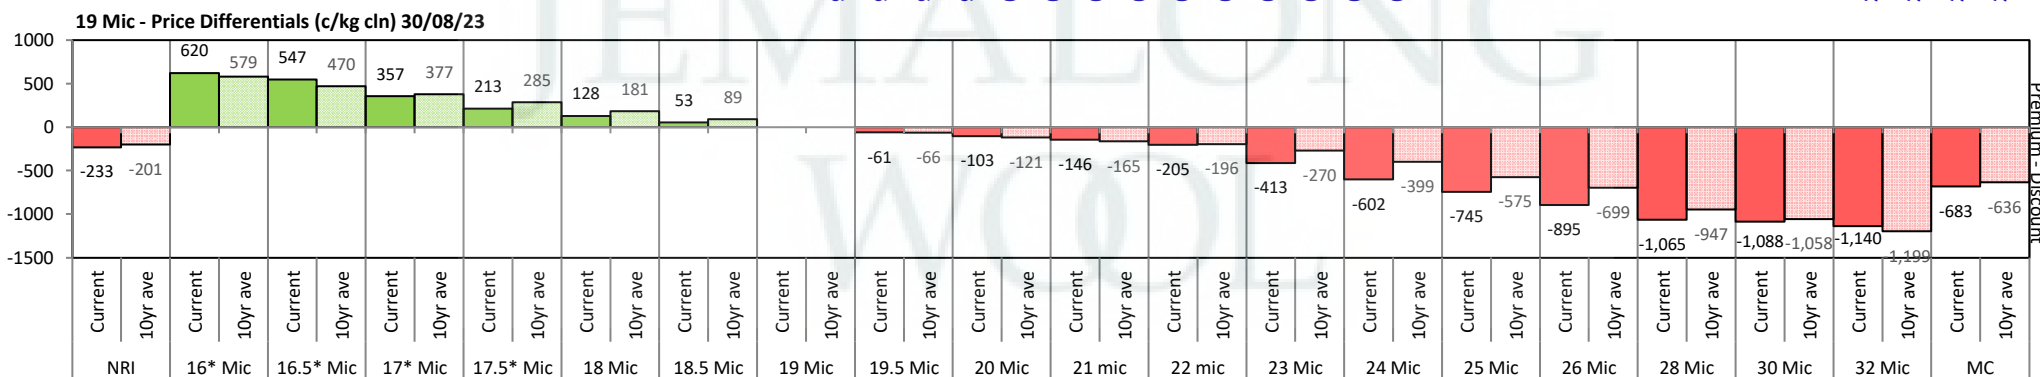 19 Mic - Price Differentials (c/kg cln) 30/08/23
JEMALONG
WOOL
1000
500
0
-500
-1000
-1500
620 579 547 470 357 377 213 285 128 181 53 89
-233 -201 -61 -66 -103 -121 -146 -165 -205 -196 -413 -270 -602 -399 -745 -575 -895 -699 -1,065 -947 -1,088 -1,058 -1,140 -1,199 -683 -636
Premium - Discount
Current 10yr ave Current 10yr ave Current 10yr ave Current 10yr ave Current 10yr ave Current 10yr ave Current 10yr ave Current 10yr ave Current 10yr ave Current 10yr ave Current 10yr ave Current 10yr ave Current 10yr ave Current 10yr ave Current 10yr ave Current 10yr ave Current 10yr ave Current 10yr ave Current 10yr ave Current 10yr ave
NRI 16* Mic 16.5* Mic 17* Mic 17.5* Mic 18 Mic 18.5 Mic 19 Mic 19.5 Mic 20 Mic 21 mic 22 mic 23 Mic 24 Mic 25 Mic 26 Mic 28 Mic 30 Mic 32 Mic MC